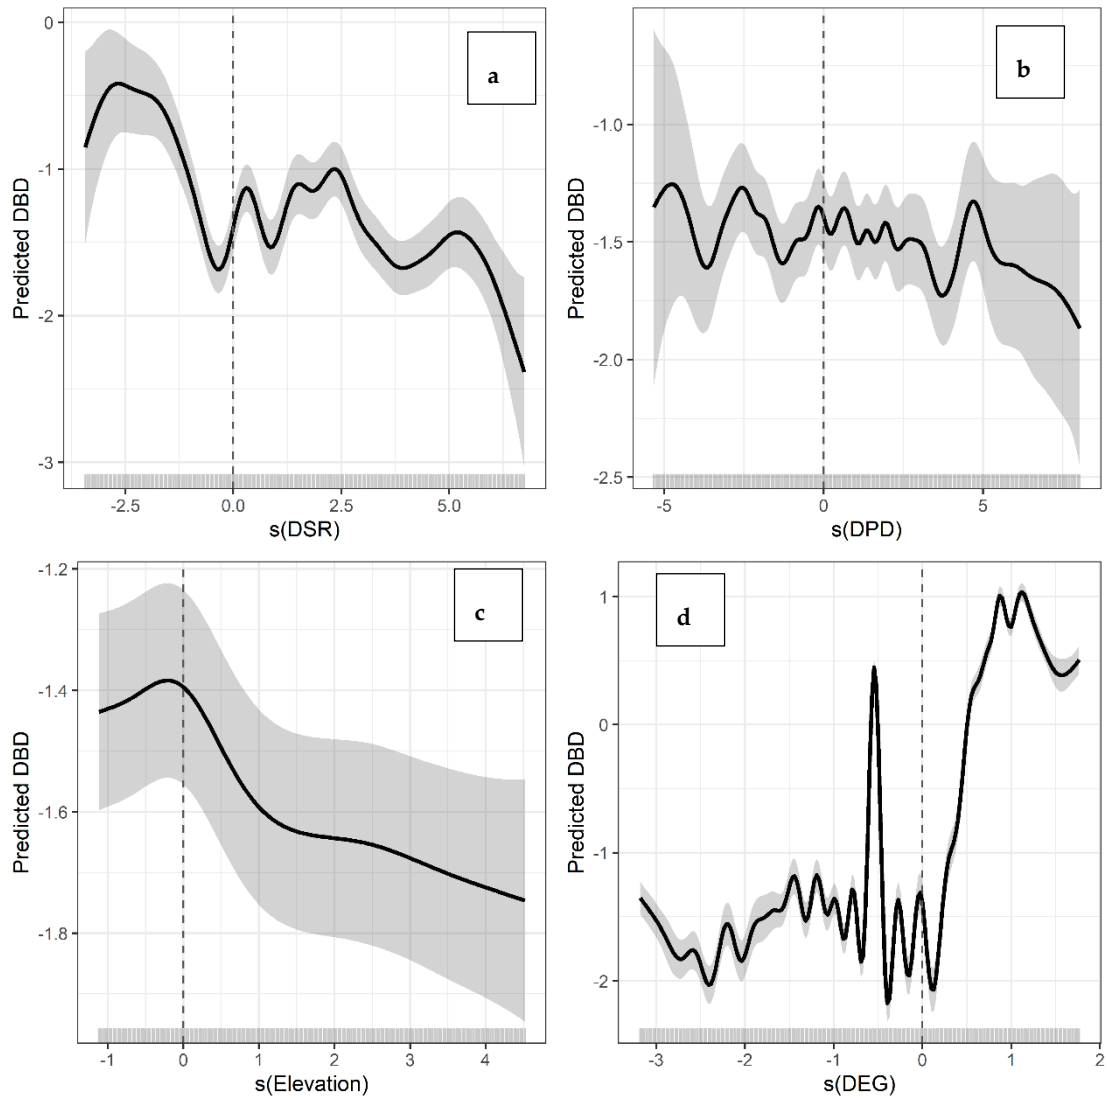 a
Predicted DBD
0
-1
-2
-3
-2.5 0.0 2.5 5.0
s(DSR)
b
Predicted DBD
-1.0
-1.5
-2.0
-2.5
-5 0 5
s(DPD)
c
Predicted DBD
-1.2
-1.4
-1.6
-1.8
-1 0 1 2 3 4
s(Elevation)
d
Predicted DBD
1
0
-1
-2
-3 -2 -1 0 1 2
s(DEG)